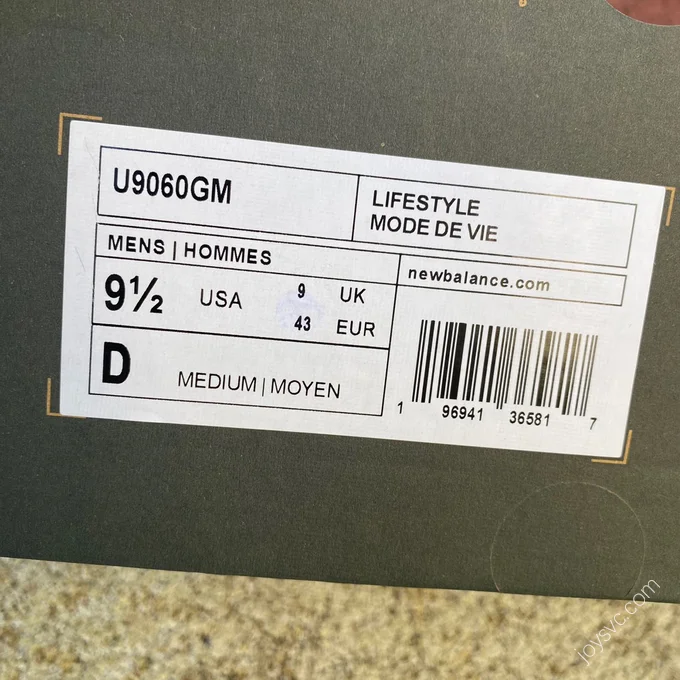 U9060GM
LIFESTYLE
MODE DE VIE
MENS | HOMMES
newbalance.com
9½ USA 9 UK
43 EUR
D MEDIUM | MOYEN
1 96941 36581 7
joysvc.com